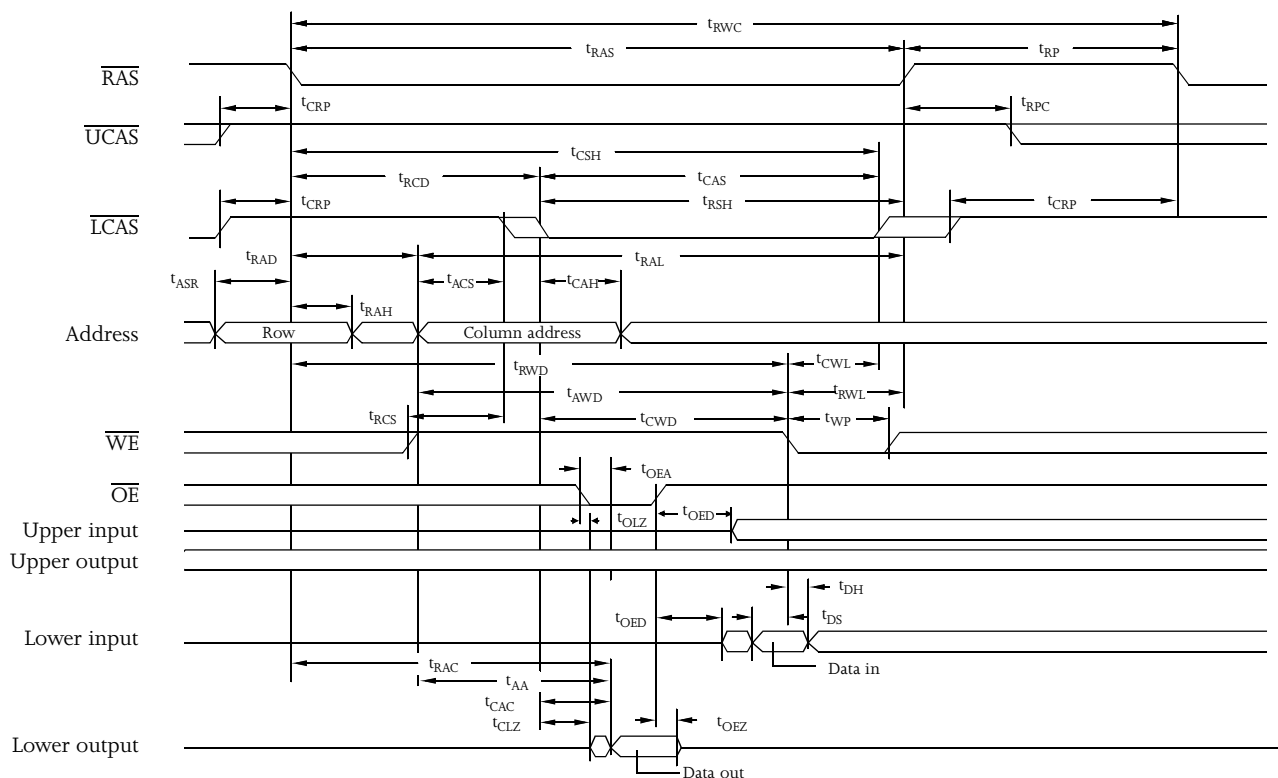 tRWC
tRAS tRP
RAS
tCRP tRPC
UCAS
tCSH
tRCD tCAS
tCRP tRSH tCRP
LCAS
tRAD tRAL
tASR tACS tCAH
tRAH
Address Row Column address
tRWD tCWL
tAWD tRWL
tRCS tCWD tWP
WE
tOEA
OE
tOLZ tOED
Upper input
Upper output
tDH
tOED tDS
Lower input
tRAC Data in
tAA
tCAC
tCLZ tOEZ
Lower output
Data out